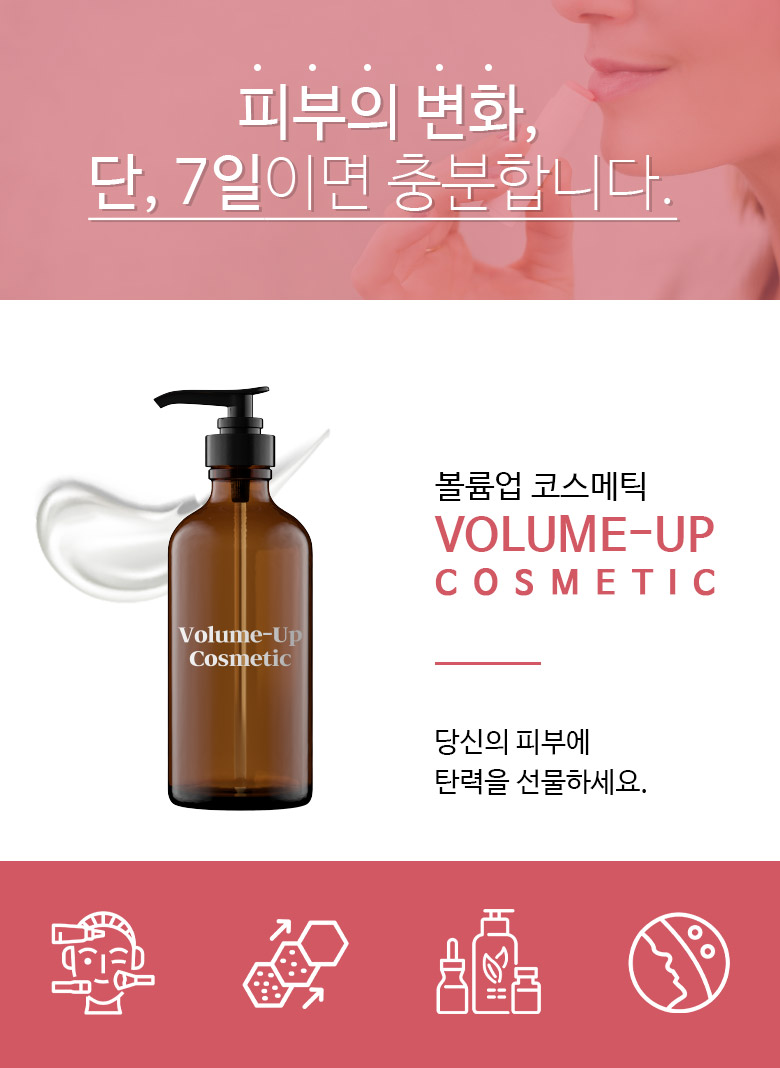 피부의 변화,
단, 7일이면 충분합니다.
볼륨업 코스메틱
VOLUME-UP
COSMETIC
Volume-Up
Cosmetic
당신의 피부에
탄력을 선물하세요.